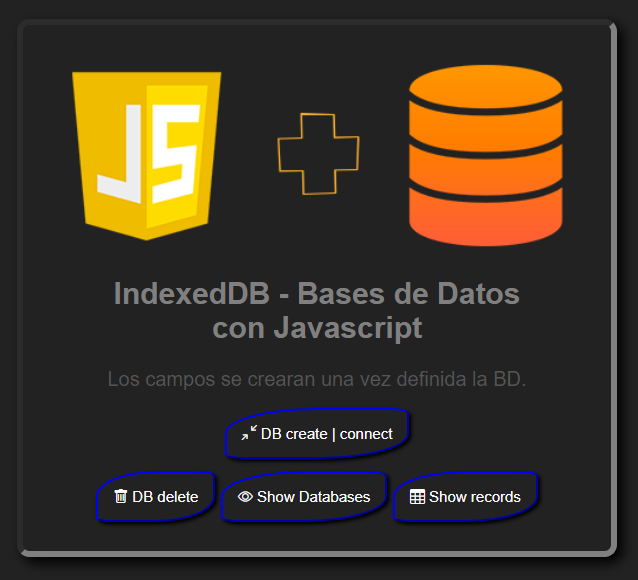 JS
IndexedDB - Bases de Datos
con Javascript
Los campos se crearan una vez definida la BD.
DB create | connect
DB delete
Show Databases
Show records